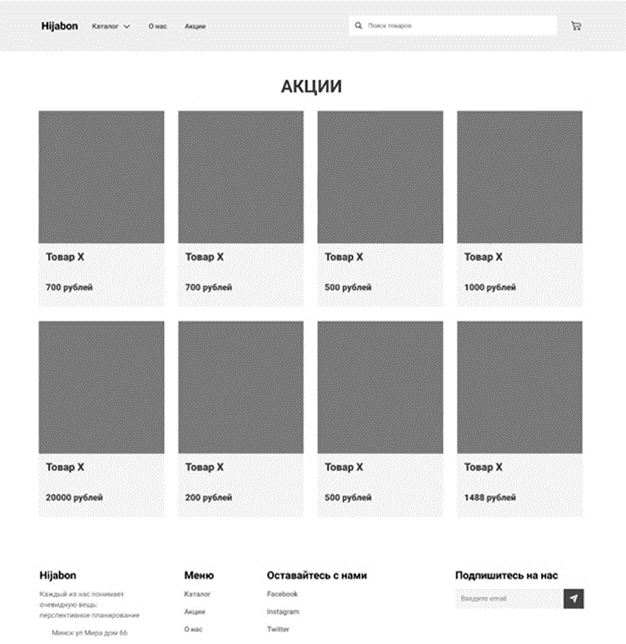 Hijabon Каталог О нас Акции Поиск товаров
АКЦИИ
Товар X Товар X Товар X Товар X
700 рублей 700 рублей 500 рублей 1000 рублей
Товар X Товар X Товар X Товар X
20000 рублей 200 рублей 500 рублей 1488 рублей
Hijabon Меню Оставайтесь с нами Подпишитесь на нас
Каждый из нас понимает Каталог Facebook Введите email
очевидную вещь:
перспективное планирование Акции Instagram
Минск ул Мира дом 66 О нас Twitter